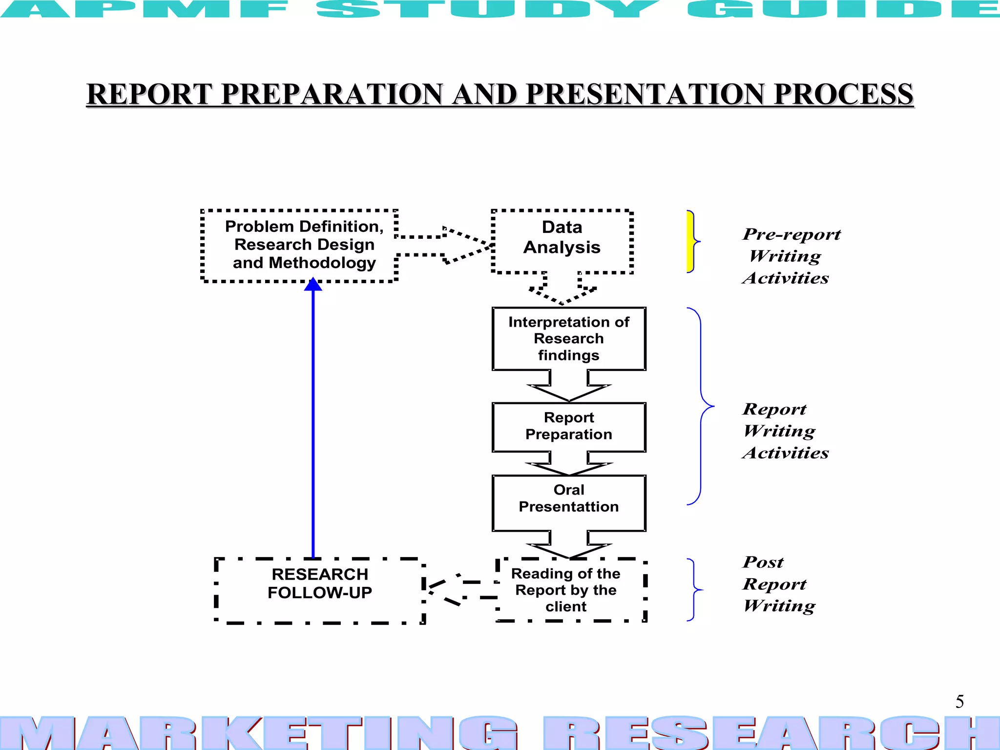 APMF STUDY GUIDE
REPORT PREPARATION AND PRESENTATION PROCESS
Problem Definition,
Research Design
and Methodology
Data
Analysis
Pre-report
Writing
Activities
Interpretation of
Research
findings
Report
Preparation
Oral
Presentattion
Report
Writing
Activities
RESEARCH
FOLLOW-UP
Reading of the
Report by the
client
Post
Report
Writing
5
MARKETING RESEARCH